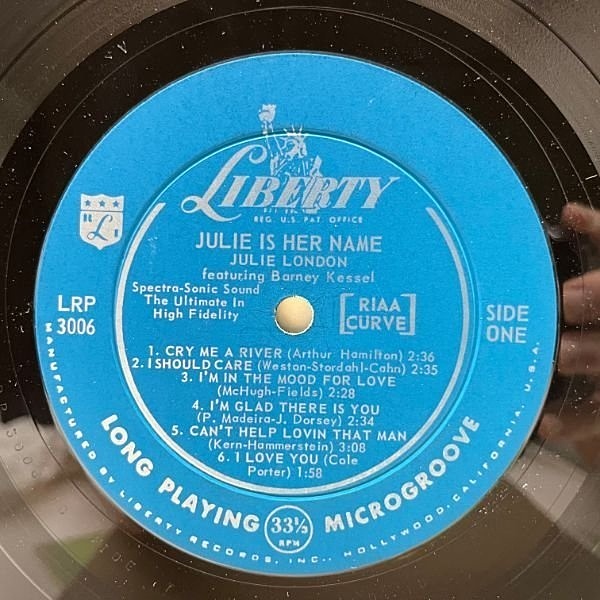 LIBERTY
REG. U.S. PAT. OFFICE
JULIE IS HER NAME
JULIE LONDON
featuring Barney Kessel
Spectra-Sonic Sound
The Ultimate In
High Fidelity
[RIAA
CURVE]
LRP
3006
SIDE
ONE
1. CRY ME A RIVER (Arthur Hamilton) 2:36
2. I SHOULD CARE (Weston-Stordahl-Cahn) 2:35
3. I'M IN THE MOOD FOR LOVE
(McHugh-Fields) 2:28
4. I'M GLAD THERE IS YOU
(P. Madeira-J. Dorsey) 2:34
5. CAN'T HELP LOVIN THAT MAN
(Kern-Hammerstein) 3:08
6. I LOVE YOU (Cole
Porter) 1:58
LONG PLAYING 33⅓ RPM MICROGROOVE
MANUFACTURED BY LIBERTY RECORDS, INC., HOLLYWOOD, CALIFORNIA, U.S.A.